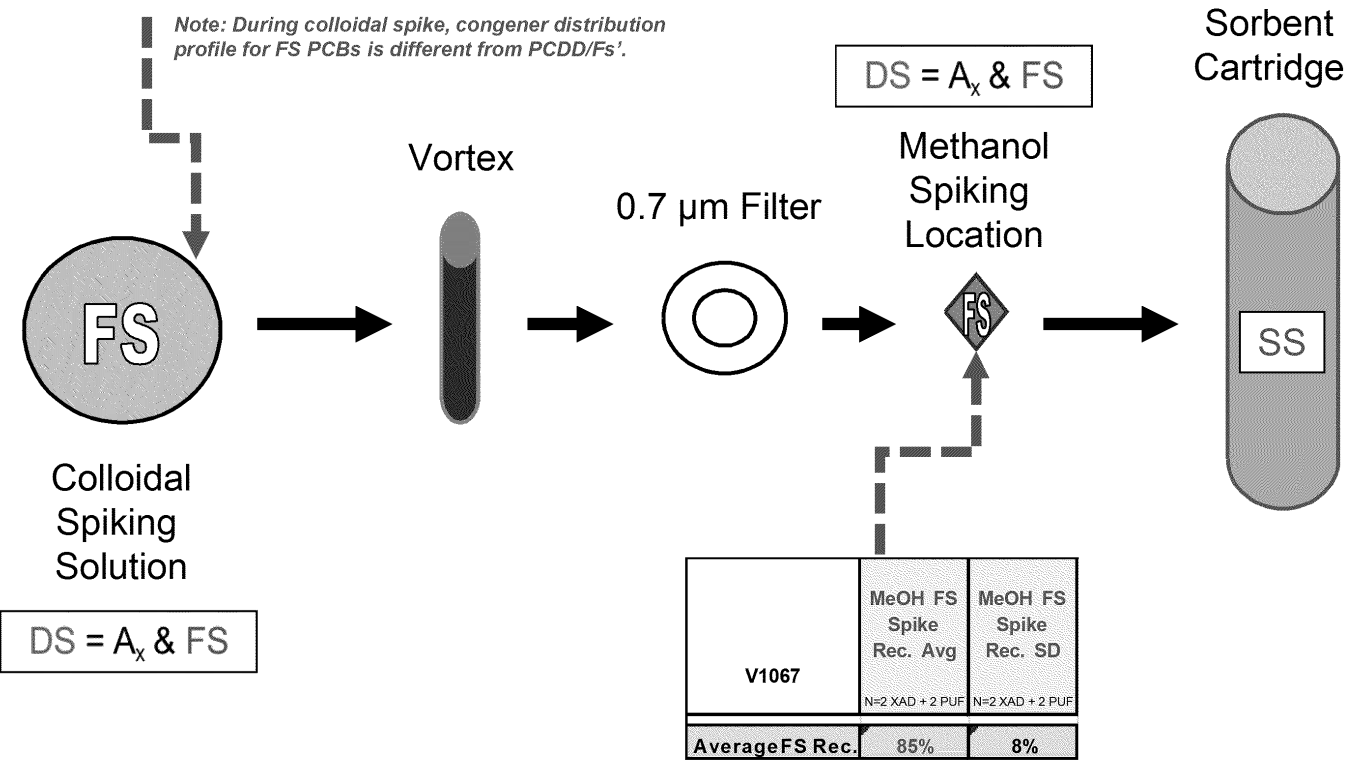 Note: During colloidal spike, congener distribution
profile for FS PCBs is different from PCDD/Fs'.
Sorbent
Cartridge
DS = Ax & FS
Methanol
Spiking
Location
Vortex
0.7 µm Filter
FS
FS
SS
Colloidal
Spiking
Solution
DS = Ax & FS
V1067
MeOH FS
Spike
Rec. Avg
N=2 XAD + 2 PUF
MeOH FS
Spike
Rec. SD
N=2 XAD + 2 PUF
Average FS Rec. 85% 8%